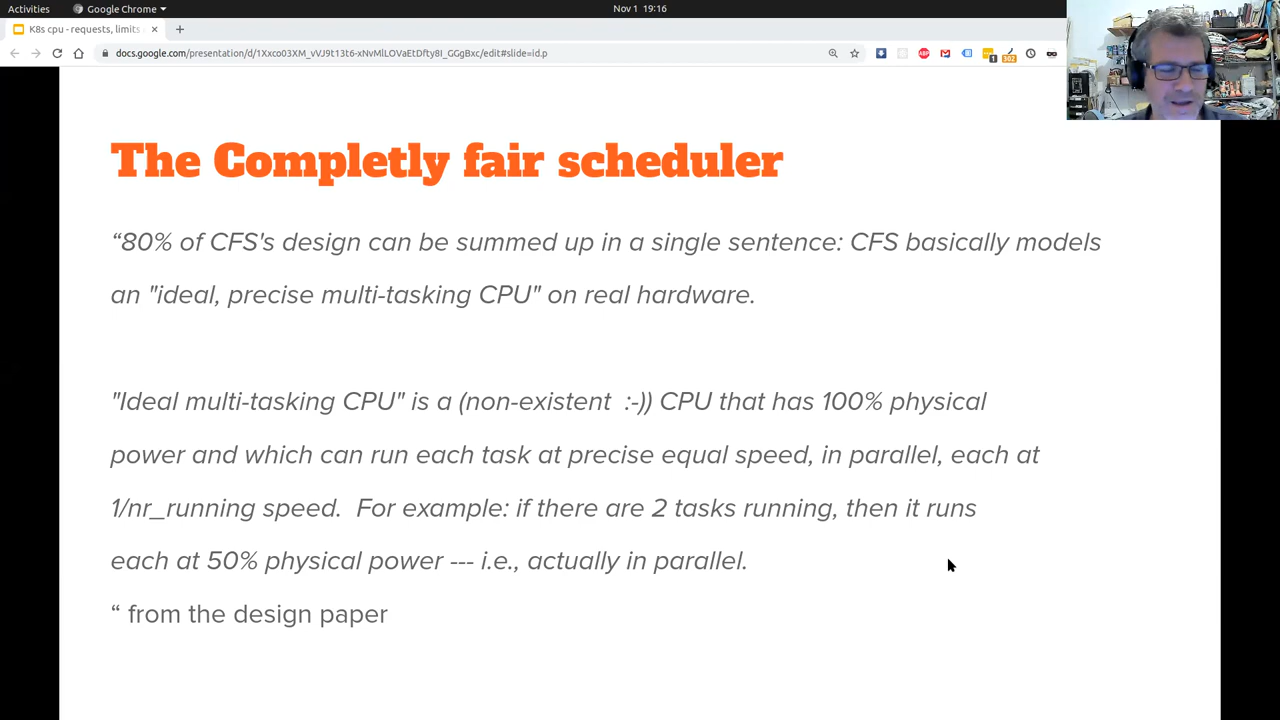 Activities
Google Chrome
Nov 1 19:16
K8s cpu - requests, limits
docs.google.com/presentation/d/1Xxco03XM_vVJ9t13t6-xNvMlLOVaEtDfty8I_GGgBxc/edit#slide=id.p
ABP
1
302
The Completly fair scheduler
“80% of CFS's design can be summed up in a single sentence: CFS basically models
an "ideal, precise multi-tasking CPU" on real hardware.
"Ideal multi-tasking CPU" is a (non-existent :-)) CPU that has 100% physical
power and which can run each task at precise equal speed, in parallel, each at
1/nr_running speed. For example: if there are 2 tasks running, then it runs
each at 50% physical power --- i.e., actually in parallel.
“ from the design paper